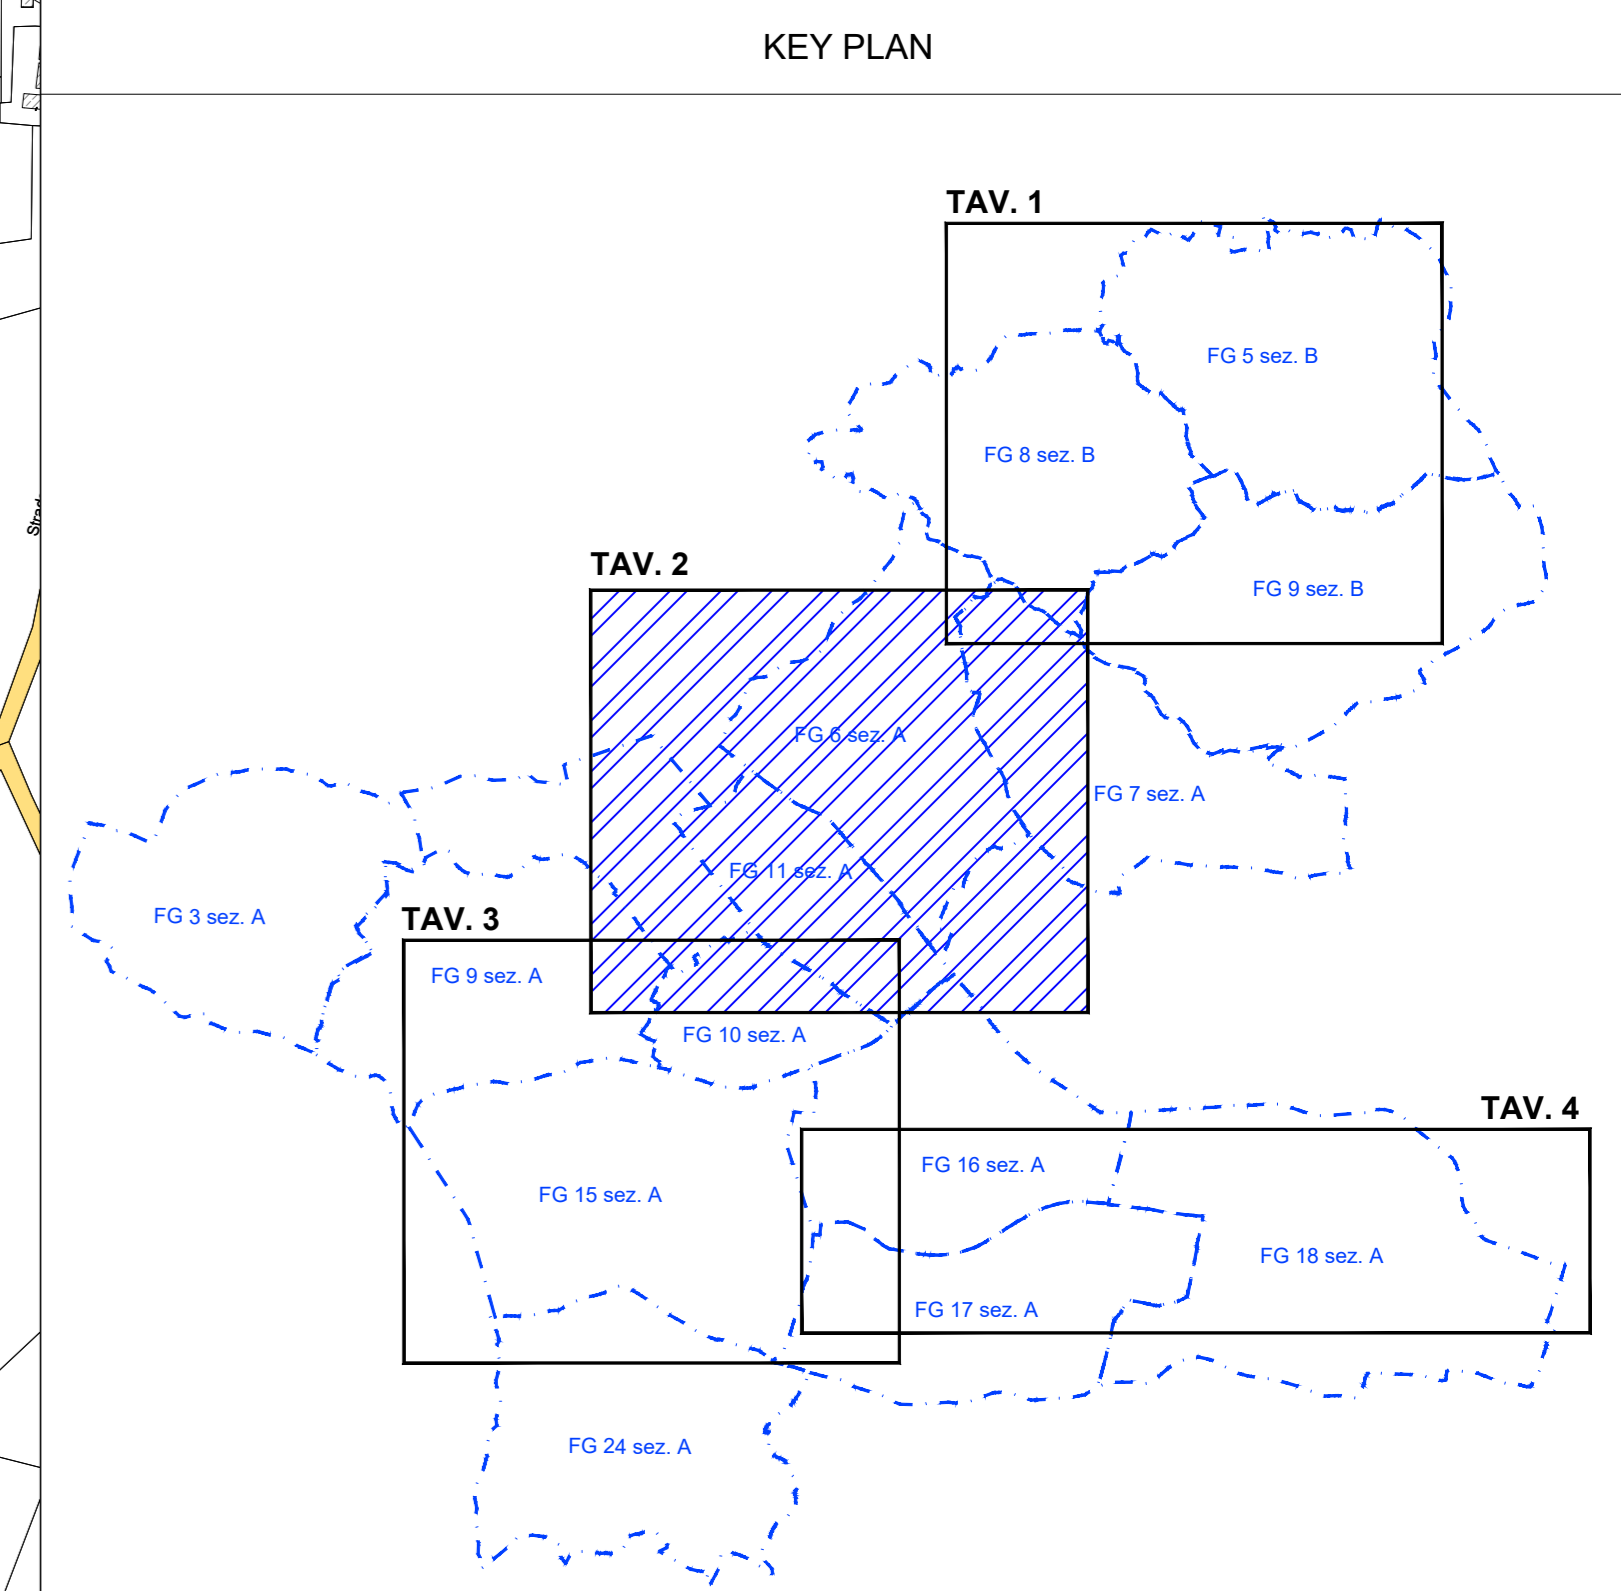 KEY PLAN
TAV. 1
FG 5 sez. B
FG 8 sez. B
Strad
TAV. 2
FG 9 sez. B
FG 6 sez. A
FG 7 sez. A
FG 11 sez. A
FG 3 sez. A
TAV. 3
FG 9 sez. A
FG 10 sez. A
TAV. 4
FG 16 sez. A
FG 15 sez. A
FG 18 sez. A
FG 17 sez. A
FG 24 sez. A